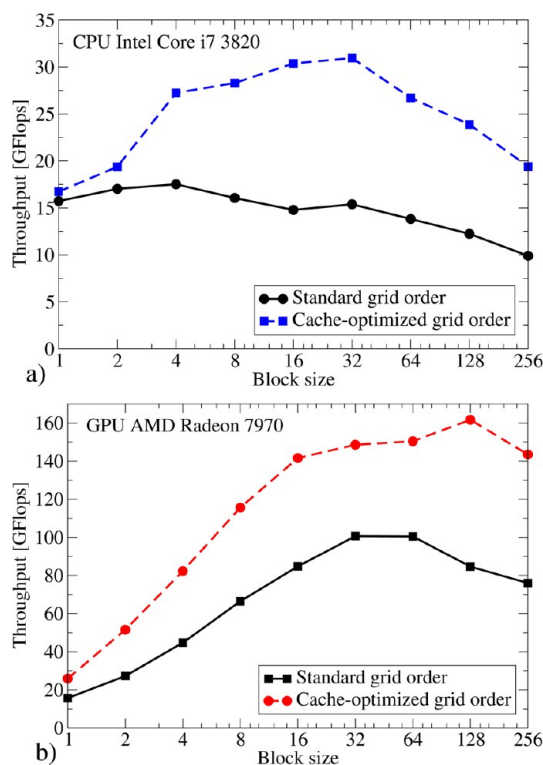 CPU Intel Core i7 3820
Throughput [GFlops]
35
30
25
20
15
10
5
0
Standard grid order
Cache-optimized grid order
1 2 4 8 16 32 64 128 256
Block size
a)
GPU AMD Radeon 7970
Throughput [GFlops]
160
140
120
100
80
60
40
20
0
Standard grid order
Cache-optimized grid order
1 2 4 8 16 32 64 128 256
Block size
b)